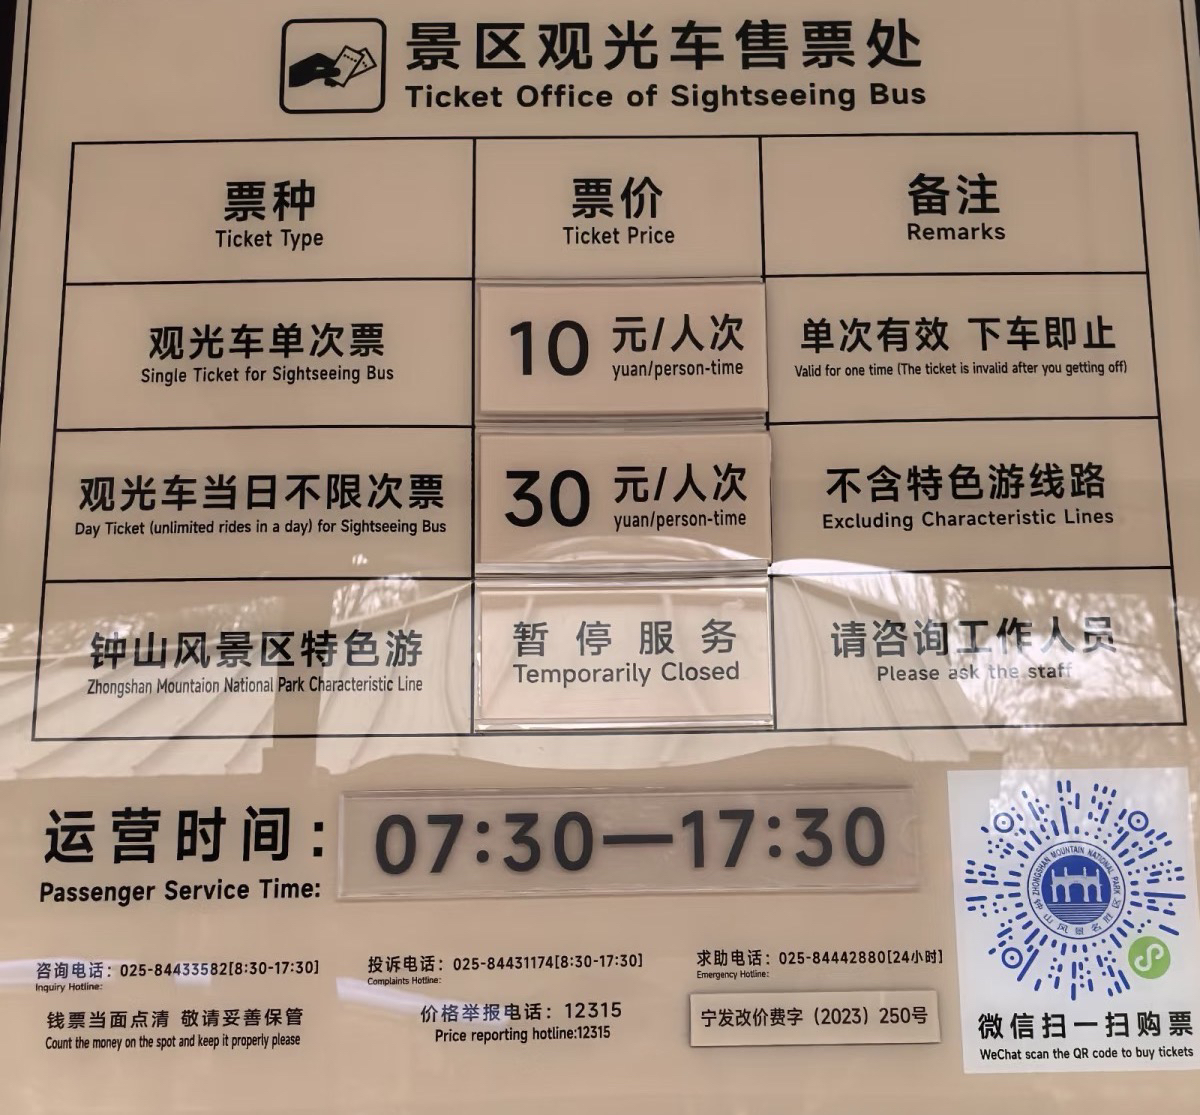 景区观光车售票处
Ticket Office of Sightseeing Bus
票种
Ticket Type
票价
Ticket Price
备注
Remarks
观光车单次票
Single Ticket for Sightseeing Bus
10 元/人次
yuan/person-time
单次有效 下车即止
Valid for one time (The ticket is invalid after you getting off)
观光车当日不限次票
Day Ticket (unlimited rides in a day) for Sightseeing Bus
30 元/人次
yuan/person-time
不含特色游线路
Excluding Characteristic Lines
钟山风景区特色游
Zhongshan Mountaion National Park Characteristic Line
暂停服务
Temporarily Closed
请咨询工作人员
Please ask the staff
运营时间：
Passenger Service Time:
07:30—17:30
咨询电话：025-84433582[8:30-17:30]
Inquiry Hotline:
投诉电话：025-84431174[8:30-17:30]
Complaints Hotline:
求助电话：025-84442880[24小时]
Emergency Hotline:
钱票当面点清 敬请妥善保管
Count the money on the spot and keep it properly please
价格举报电话：12315
Price reporting hotline:12315
宁发改价费字（2023）250号
ZHONGSHAN MOUNTAIN NATIONAL PARK
钟山风景名胜区
微信扫一扫购票
WeChat scan the QR code to buy tickets